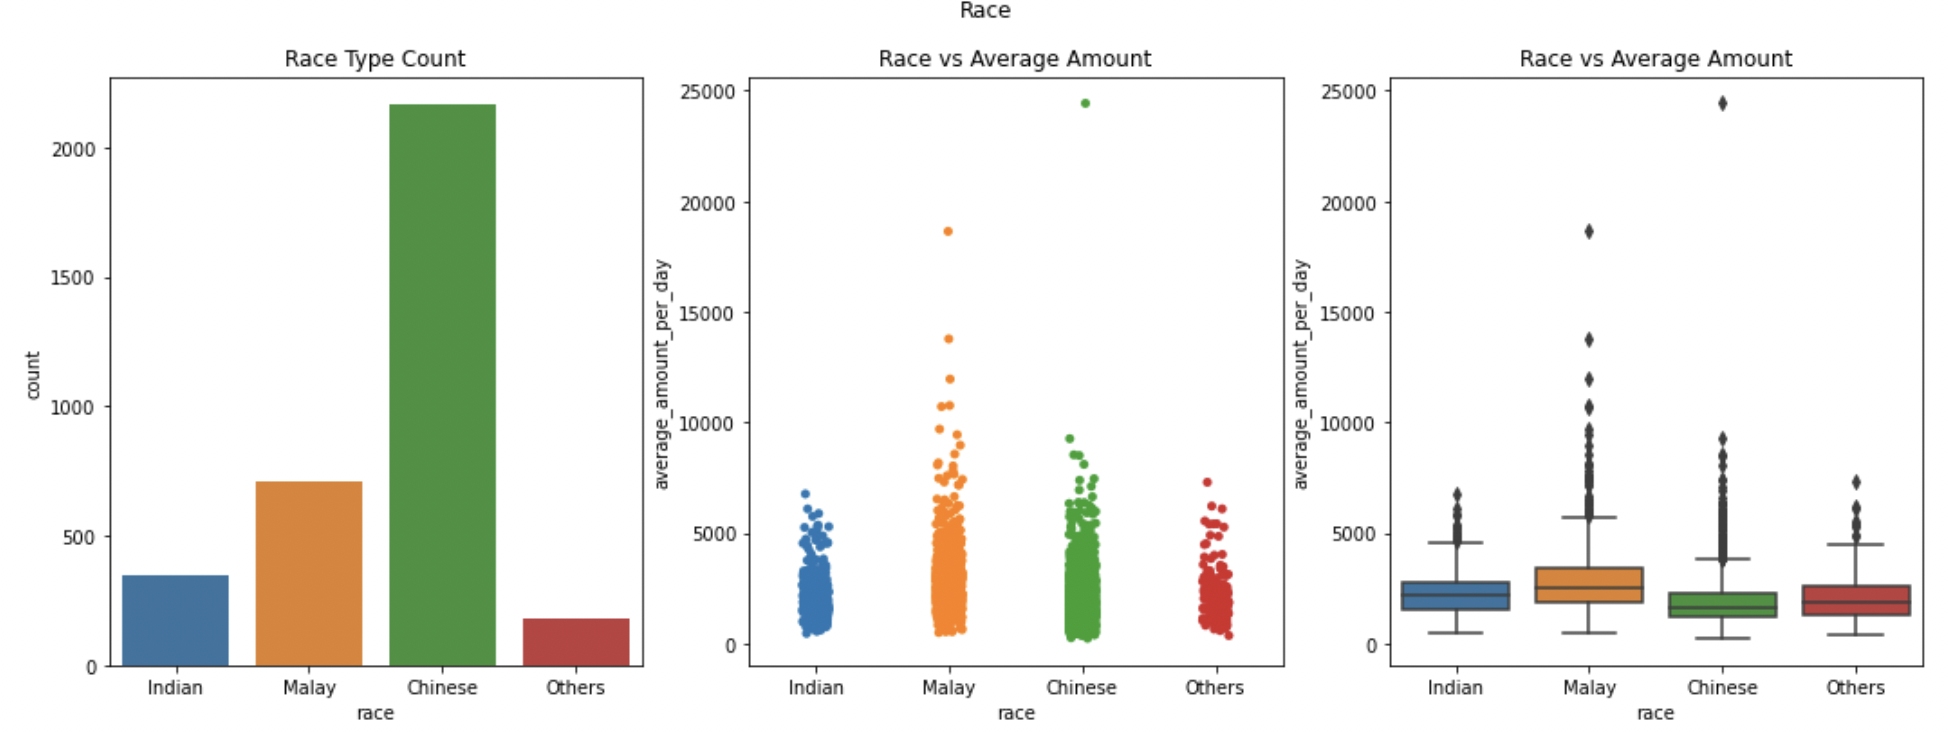 Race
Race Type Count
count
2000
1500
1000
500
0
Indian Malay Chinese Others
race
Race vs Average Amount
average_amount_per_day
25000
20000
15000
10000
5000
0
Indian Malay Chinese Others
race
Race vs Average Amount
average_amount_per_day
25000
20000
15000
10000
5000
0
Indian Malay Chinese Others
race